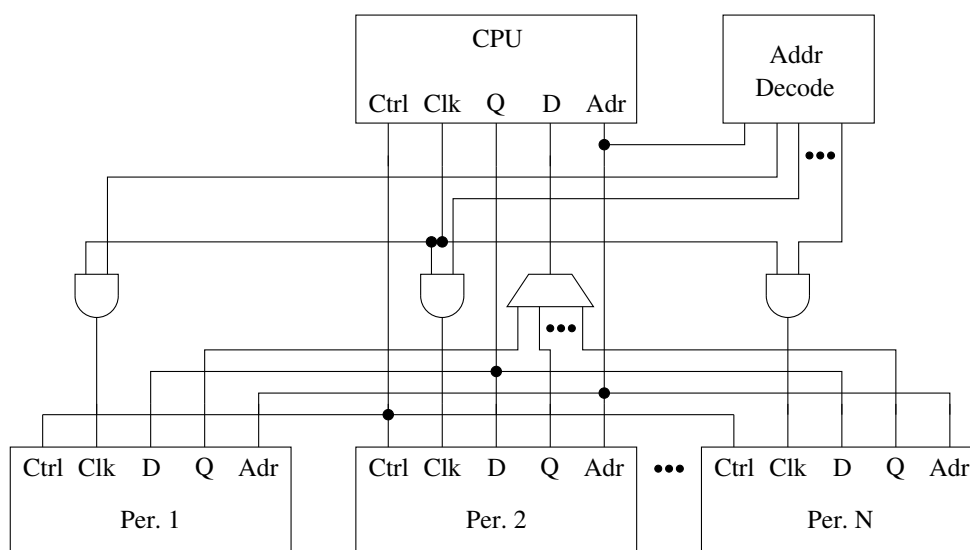 CPU
Addr
Decode
Ctrl Clk Q D Adr
Ctrl Clk D Q Adr
Ctrl Clk D Q Adr
Ctrl Clk D Q Adr
Per. 1
Per. 2
Per. N